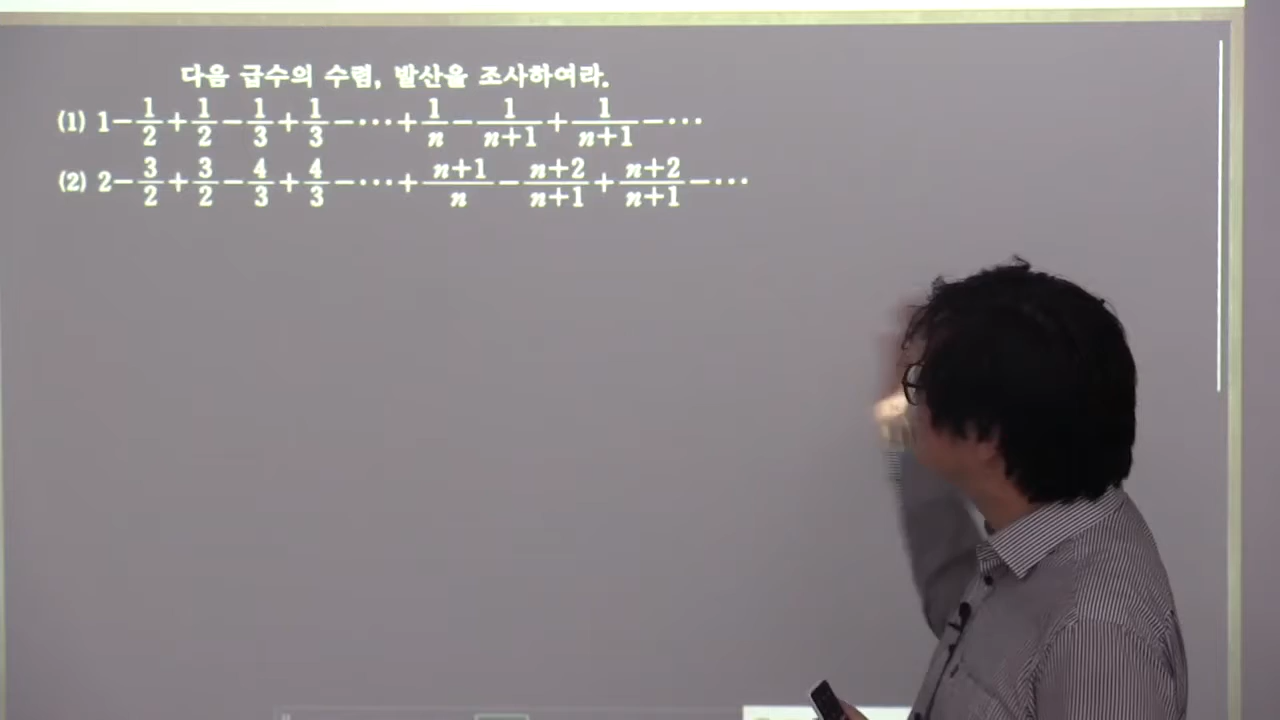 다음 급수의 수렴, 발산을 조사하여라.
(1) 1-1/2+1/2-1/3+1/3-⋯+1/n-1/(n+1)+1/(n+1)-⋯
(2) 2-3/2+3/2-4/3+4/3-⋯+(n+1)/n-(n+2)/(n+1)+(n+2)/(n+1)-⋯